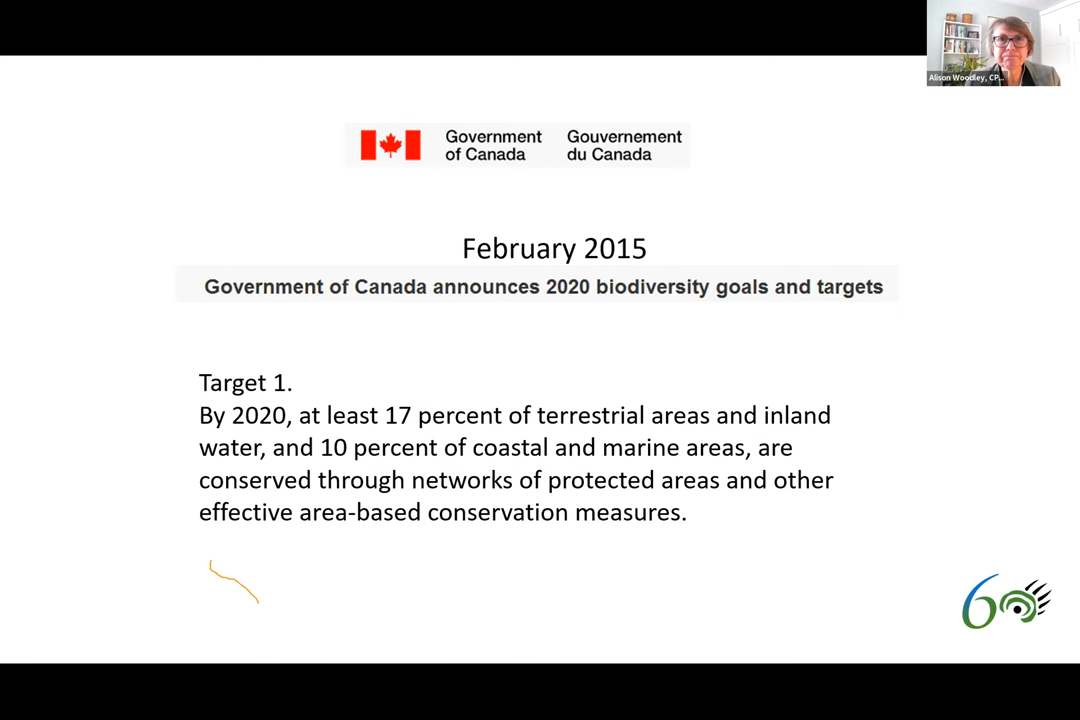 Alison Woodley, CP...
Government Gouvernement
of Canada du Canada
February 2015
Government of Canada announces 2020 biodiversity goals and targets
Target 1.
By 2020, at least 17 percent of terrestrial areas and inland
water, and 10 percent of coastal and marine areas, are
conserved through networks of protected areas and other
effective area-based conservation measures.
60